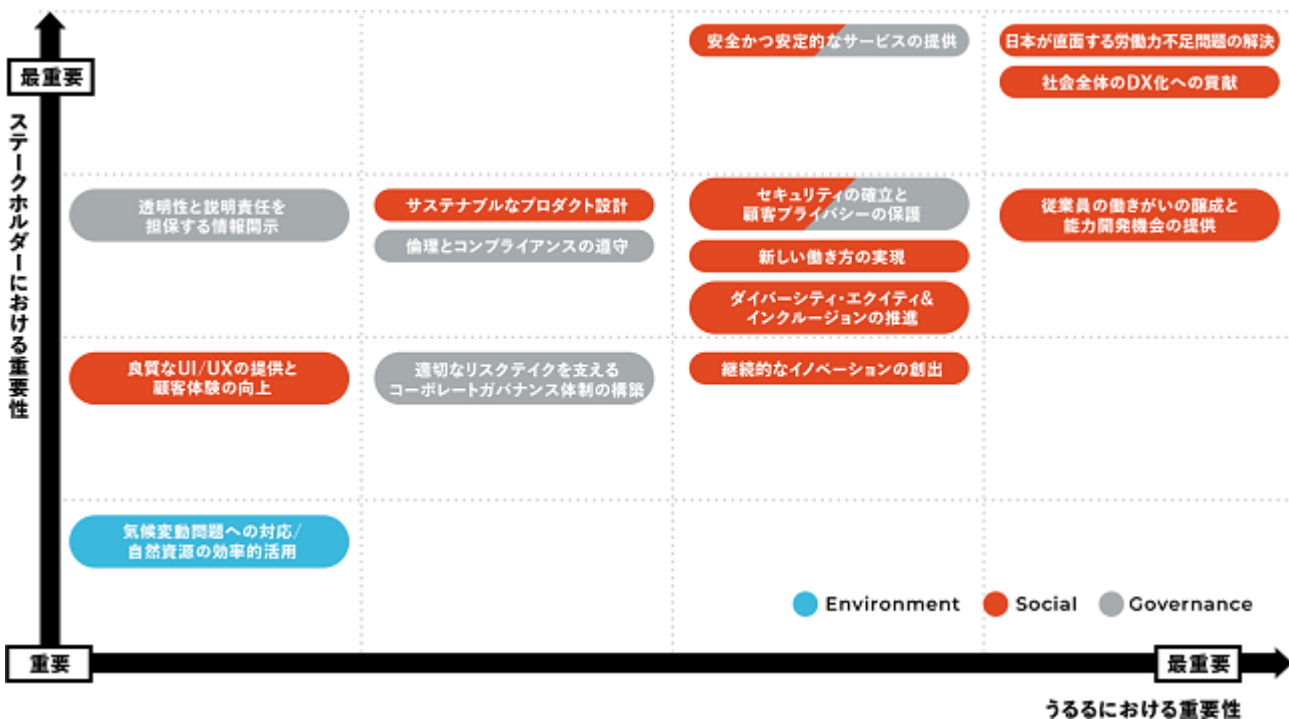 最重要
ステークホルダーにおける重要性
安全かつ安定的なサービスの提供
日本が直面する労働力不足問題の解決
社会全体のDX化への貢献
透明性と説明責任を
担保する情報開示
サステナブルなプロダクト設計
倫理とコンプライアンスの遵守
セキュリティの確立と
顧客プライバシーの保護
新しい働き方の実現
ダイバーシティ・エクイティ&
インクルージョンの推進
従業員の働きがいの醸成と
能力開発機会の提供
良質なUI/UXの提供と
顧客体験の向上
適切なリスクテイクを支える
コーポレートガバナンス体制の構築
継続的なイノベーションの創出
気候変動問題への対応/
自然資源の効率的活用
Environment
Social
Governance
重要
最重要
うるるにおける重要性